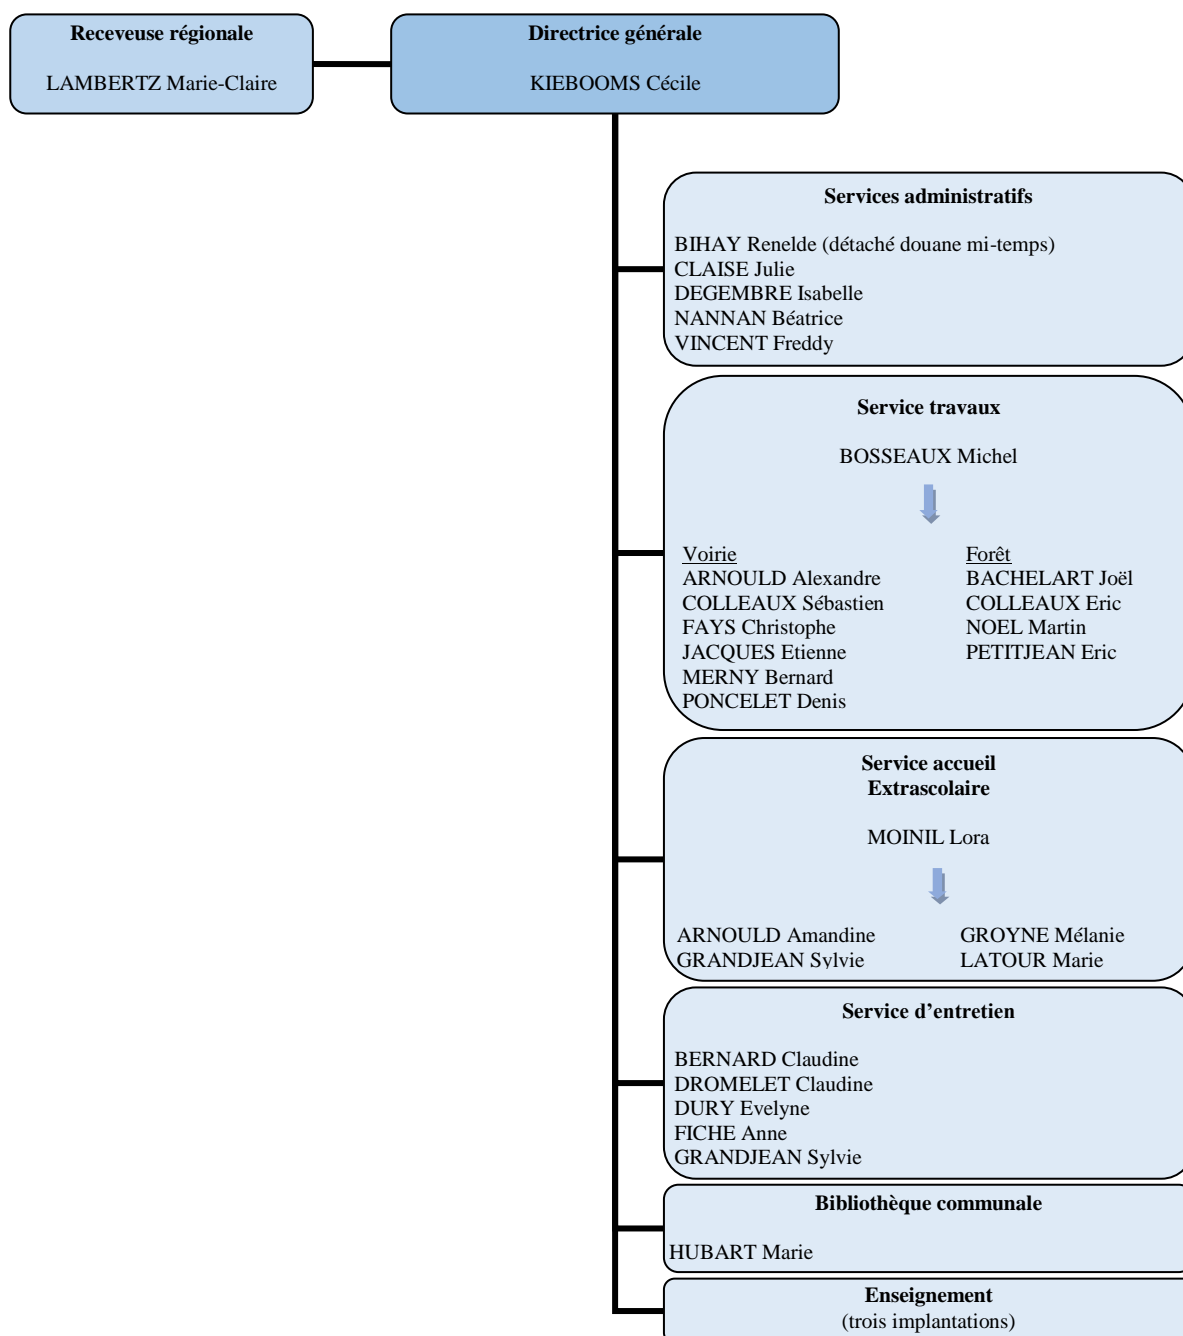 Receveuse régionale
LAMBERTZ Marie-Claire
Directrice générale
KIEBOOMS Cécile
Services administratifs
BIHAY Renelde (détaché douane mi-temps)
CLAISE Julie
DEGEMBRE Isabelle
NANNAN Béatrice
VINCENT Freddy
Service travaux
BOSSEAUX Michel
Voirie
ARNOULD Alexandre
COLLEAUX Sébastien
FAYS Christophe
JACQUES Etienne
MERNY Bernard
PONCELET Denis
Forêt
BACHELART Joël
COLLEAUX Eric
NOEL Martin
PETITJEAN Eric
Service accueil
Extrascolaire
MOINIL Lora
ARNOULD Amandine
GRANDJEAN Sylvie
GROYNE Mélanie
LATOUR Marie
Service d’entretien
BERNARD Claudine
DROMELET Claudine
DURY Evelyne
FICHE Anne
GRANDJEAN Sylvie
Bibliothèque communale
HUBART Marie
Enseignement
(trois implantations)